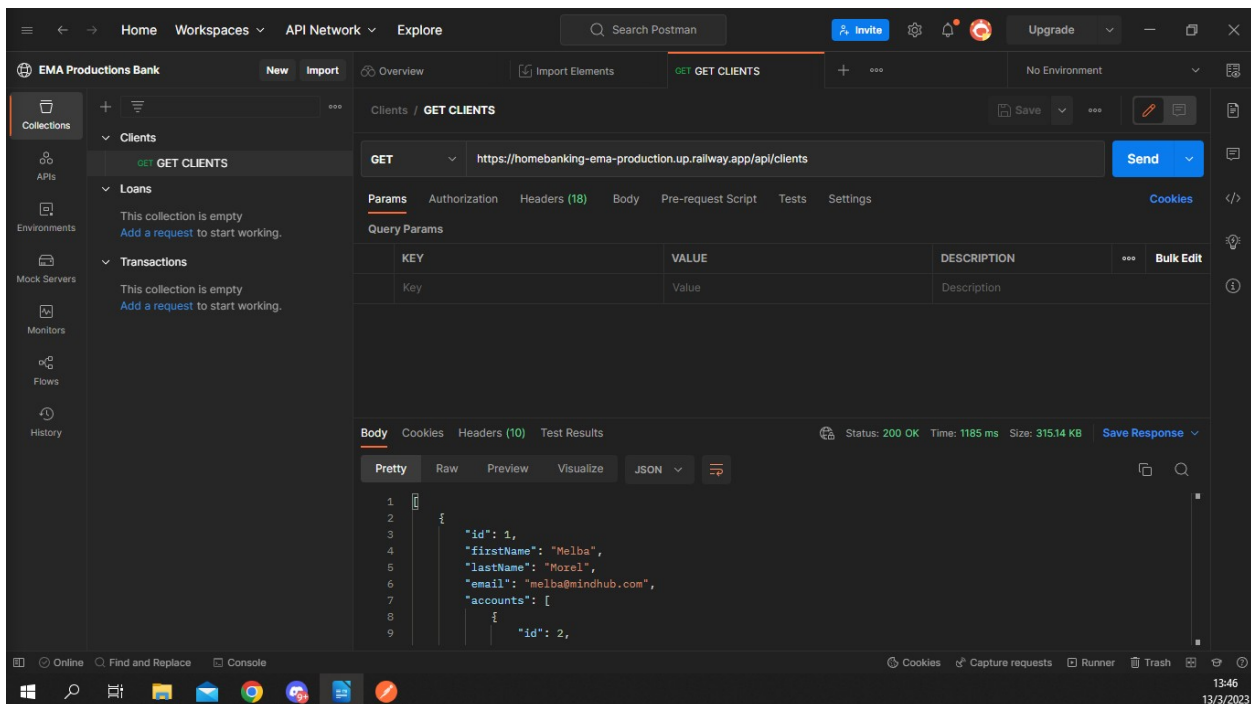 Home Workspaces API Network Explore Search Postman Invite Upgrade
EMA Productions Bank New Import Overview Import Elements GET GET CLIENTS No Environment
Collections
APIs
Environments
Mock Servers
Monitors
Flows
History
Clients
GET GET CLIENTS
Loans
This collection is empty
Add a request to start working.
Transactions
This collection is empty
Add a request to start working.
Clients / GET CLIENTS Save
GET https://homebanking-ema-production.up.railway.app/api/clients Send
Params Authorization Headers (18) Body Pre-request Script Tests Settings Cookies
Query Params
KEY VALUE DESCRIPTION Bulk Edit
Key Value Description
Body Cookies Headers (10) Test Results Status: 200 OK Time: 1185 ms Size: 315.14 KB Save Response
Pretty Raw Preview Visualize JSON
1 [
2 {
3 "id": 1,
4 "firstName": "Melba",
5 "lastName": "Morel",
6 "email": "melba@mindhub.com",
7 "accounts": [
8 {
9 "id": 2,
Online Find and Replace Console Cookies Capture requests Runner Trash
9+
13:46
13/3/2023